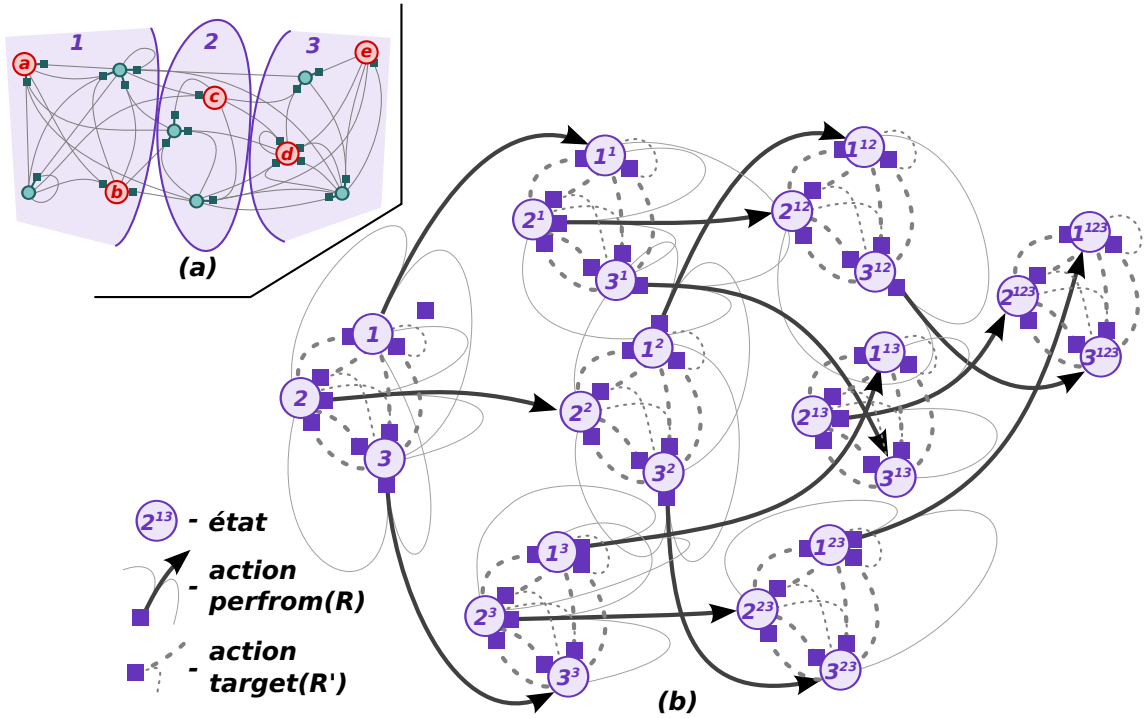 1
2
3
a
e
c
d
b
(a)
1¹
1¹²
2¹
2¹²
1¹²³
3¹
3¹²
2¹²³
1
1²
1¹³
3¹²³
2
2²
2¹³
3
3²
3¹³
2¹³ - état
1³
1²³
- action
perfrom(R)
2³
2²³
- action
target(R')
3³
3²³
(b)